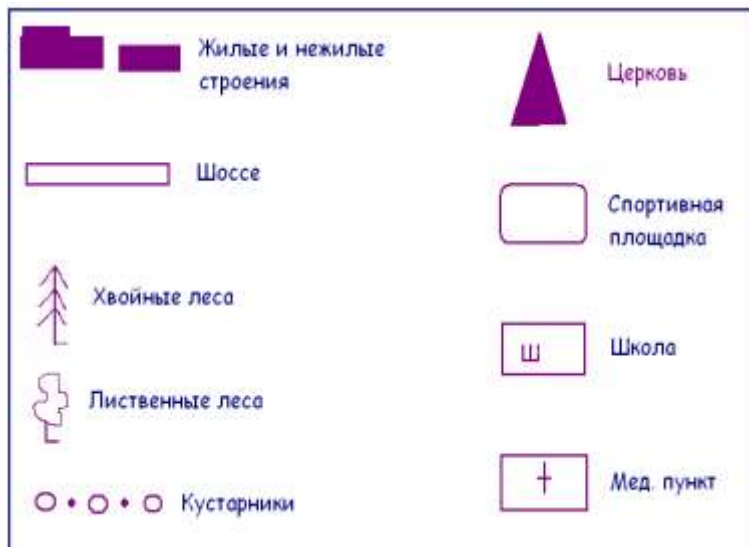 Жилые и нежилые
строения
Шоссе
Хвойные леса
Лиственные леса
Кустарники
Церковь
Спортивная
площадка
Ш
Школа
Мед. пункт